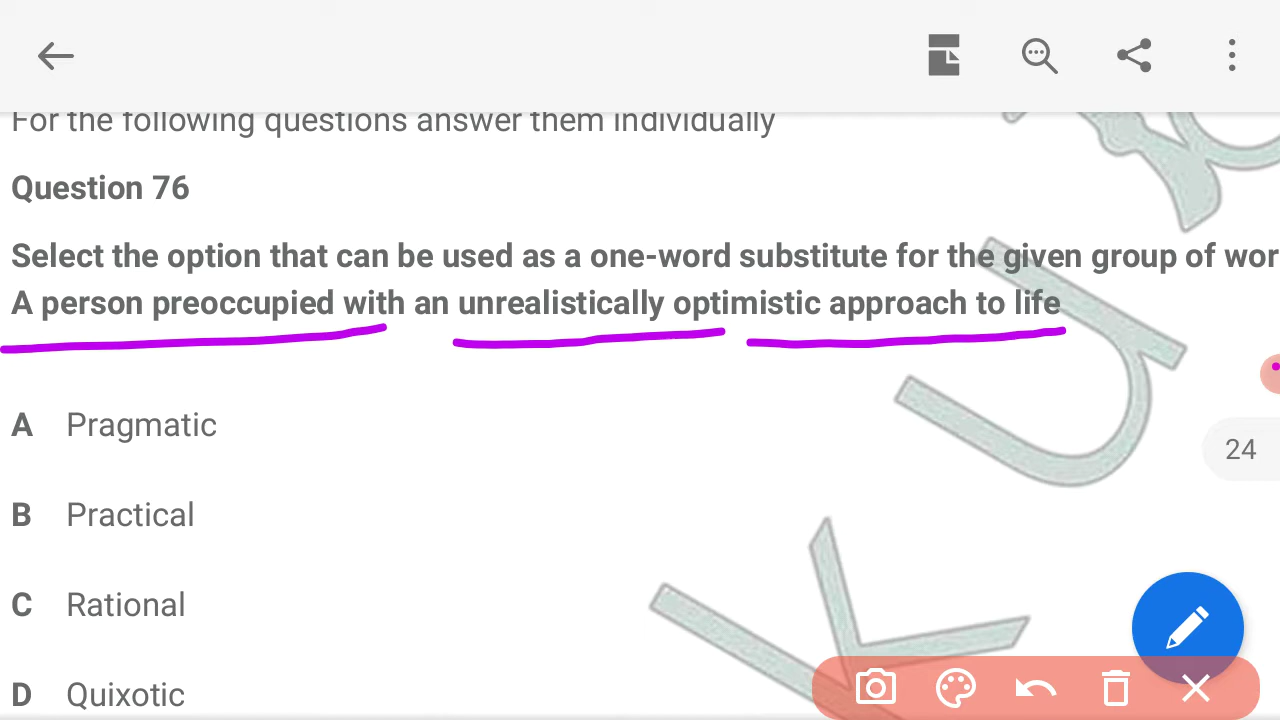 For the following questions answer them individually
Question 76
Select the option that can be used as a one-word substitute for the given group of wor
A person preoccupied with an unrealistically optimistic approach to life
A Pragmatic
B Practical
24
C Rational
D Quixotic